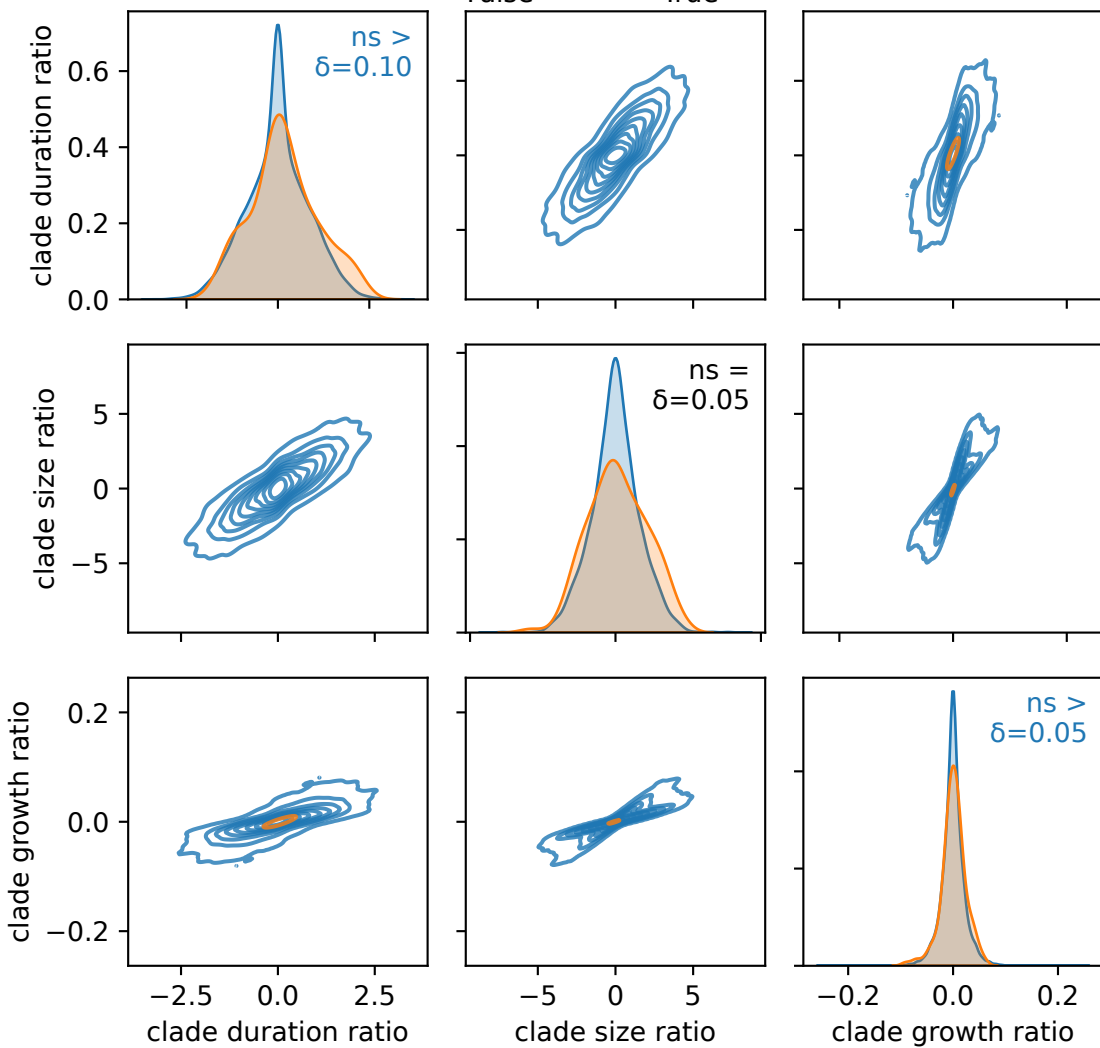 clade duration ratio
0.6
0.4
0.2
0.0
ns >
δ=0.10
clade size ratio
5
0
−5
ns =
δ=0.05
clade growth ratio
0.2
0.0
−0.2
ns >
δ=0.05
−2.5 0.0 2.5
−5 0 5
−0.2 0.0 0.2
clade duration ratio
clade size ratio
clade growth ratio